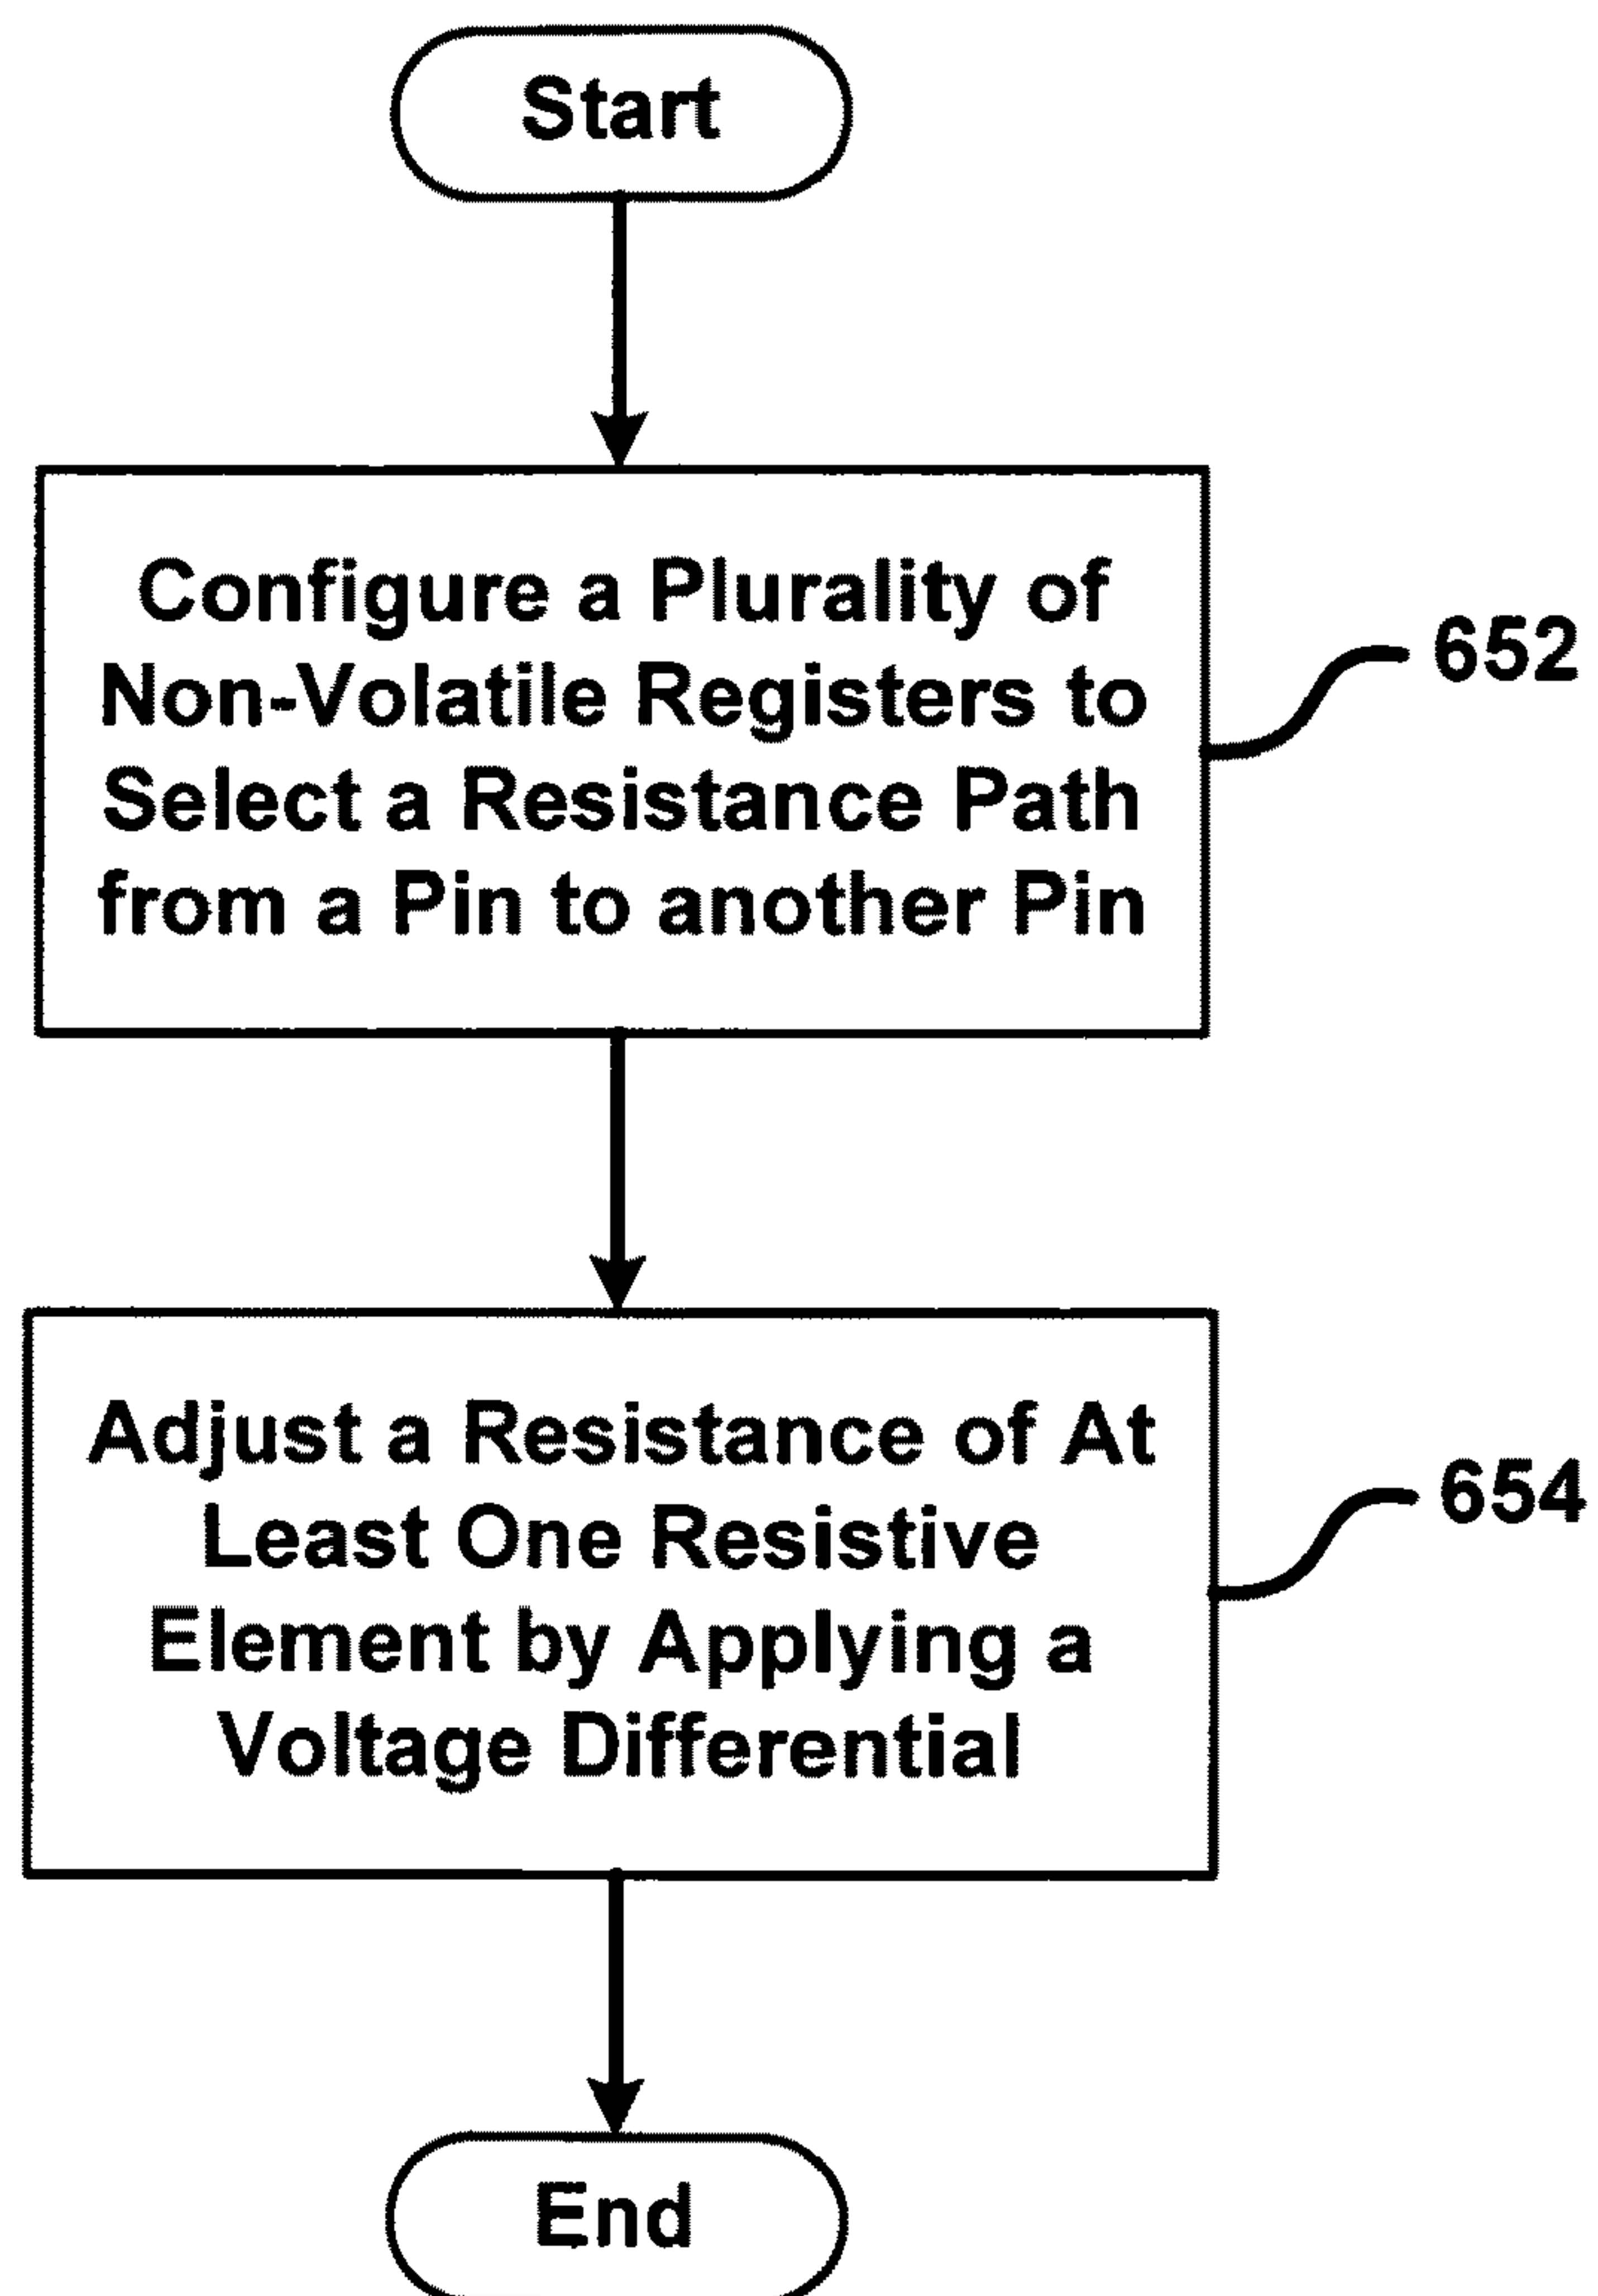 Start
Configure a Plurality of
Non-Volatile Registers to
Select a Resistance Path
from a Pin to another Pin
652
Adjust a Resistance of At
Least One Resistive
Element by Applying a
Voltage Differential
654
End